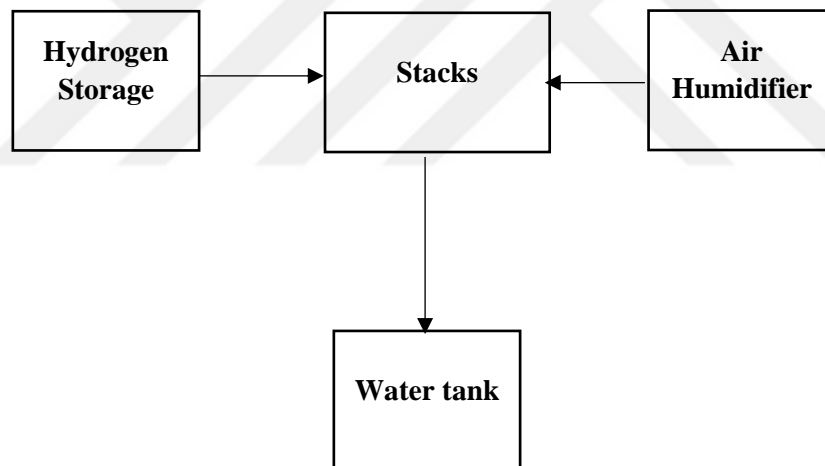 Hydrogen
Storage
Stacks
Air
Humidifier
Water tank